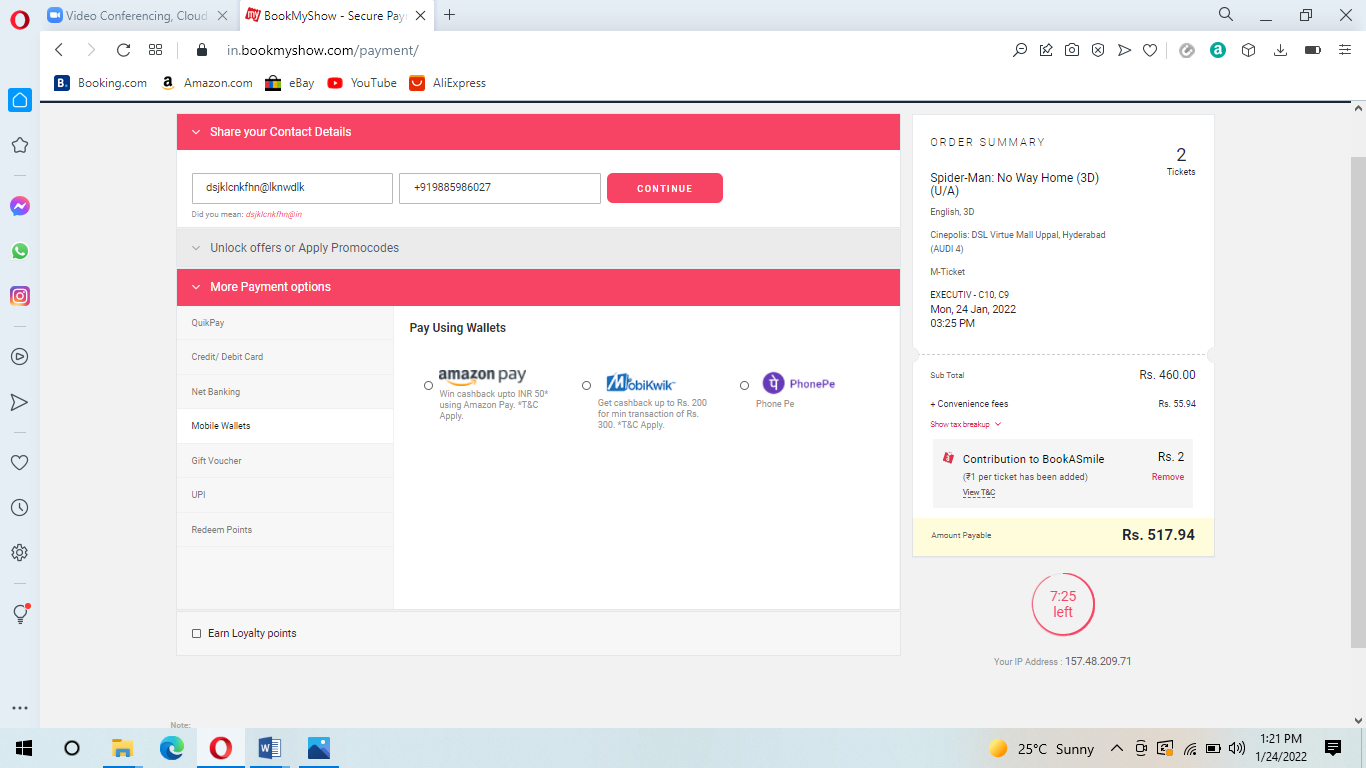 Video Conferencing, Cloud
BookMyShow - Secure Pay
in.bookmyshow.com/payment/
Booking.com
Amazon.com
eBay
YouTube
AliExpress
Share your Contact Details
dsjklcnkfhn@lknwdlk
+919885986027
CONTINUE
Did you mean: dsjklcnkfhn@in
Unlock offers or Apply Promocodes
More Payment options
QuikPay
Credit/ Debit Card
Net Banking
Mobile Wallets
Gift Voucher
UPI
Redeem Points
Pay Using Wallets
amazon pay
Win cashback upto INR 50*
using Amazon Pay. *T&C
Apply.
MobiKwik
Get cashback up to Rs. 200
for min transaction of Rs.
300. *T&C Apply.
PhonePe
Phone Pe
Earn Loyalty points
Note:
ORDER SUMMARY
2
Tickets
Spider-Man: No Way Home (3D)
(U/A)
English, 3D
Cinepolis: DSL Virtue Mall Uppal, Hyderabad
(AUDI 4)
M-Ticket
EXECUTIV - C10, C9
Mon, 24 Jan, 2022
03:25 PM
Sub Total Rs. 460.00
+ Convenience fees Rs. 55.94
Show tax breakup
Contribution to BookASmile Rs. 2
(₹1 per ticket has been added) Remove
View T&C
Amount Payable Rs. 517.94
7:25
left
Your IP Address : 157.48.209.71
25°C Sunny
1:21 PM
1/24/2022